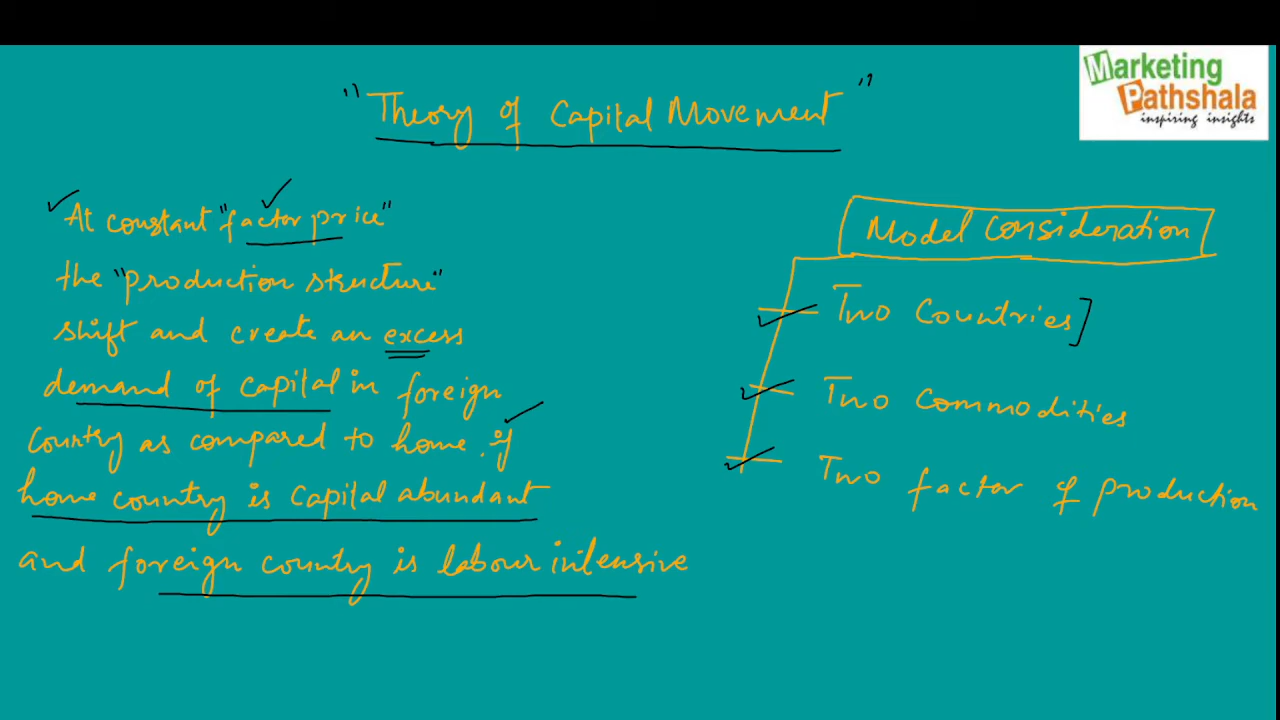 Marketing
Pathshala
inspiring insights
"Theory of Capital Movement"
At constant "factor price"
the "production structure"
shift and create an excess
demand of capital in foreign
country as compared to home. if
home country is capital abundant
and foreign country is labour intensive
Model Consideration
Two Countries]
Two Commodities
Two factor of production